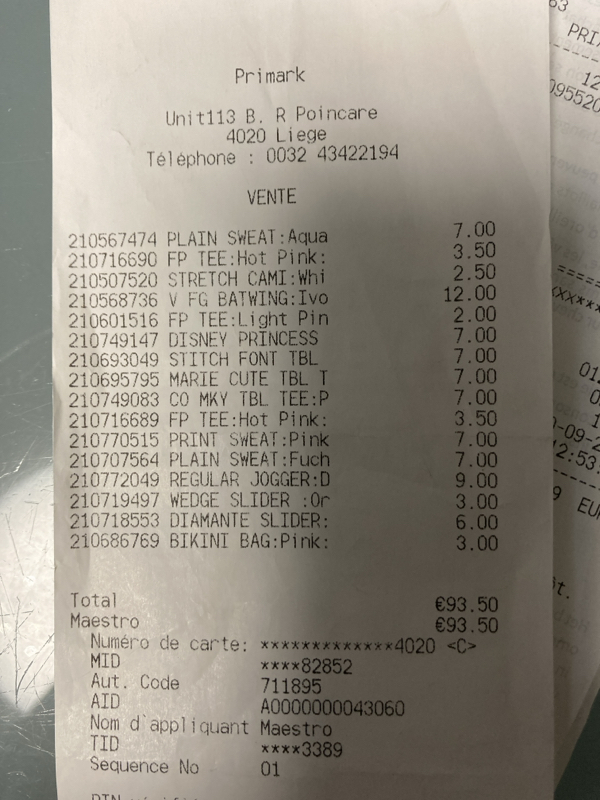 Primark
Unit113 B. R Poincare
4020 Liege
Téléphone : 0032 43422194
VENTE
210567474 PLAIN SWEAT:Aqua 7.00
210716690 FP TEE:Hot Pink: 3.50
210507520 STRETCH CAMI:Whi 2.50
210568736 V FG BATWING:Ivo 12.00
210601516 FP TEE:Light Pin 2.00
210749147 DISNEY PRINCESS 7.00
210693049 STITCH FONT TBL 7.00
210695795 MARIE CUTE TBL T 7.00
210749083 CO MKY TBL TEE:P 7.00
210716689 FP TEE:Hot Pink: 3.50
210770515 PRINT SWEAT:Pink 7.00
210707564 PLAIN SWEAT:Fuch 7.00
210772049 REGULAR JOGGER:D 9.00
210719497 WEDGE SLIDER :Or 3.00
210718553 DIAMANTE SLIDER: 6.00
210686769 BIKINI BAG:Pink: 3.00
Total €93.50
Maestro €93.50
Numéro de carte: *************4020 <C>
MID ****82852
Aut. Code 711895
AID A0000000043060
Nom d'appliquant Maestro
TID ****3389
Sequence No 01